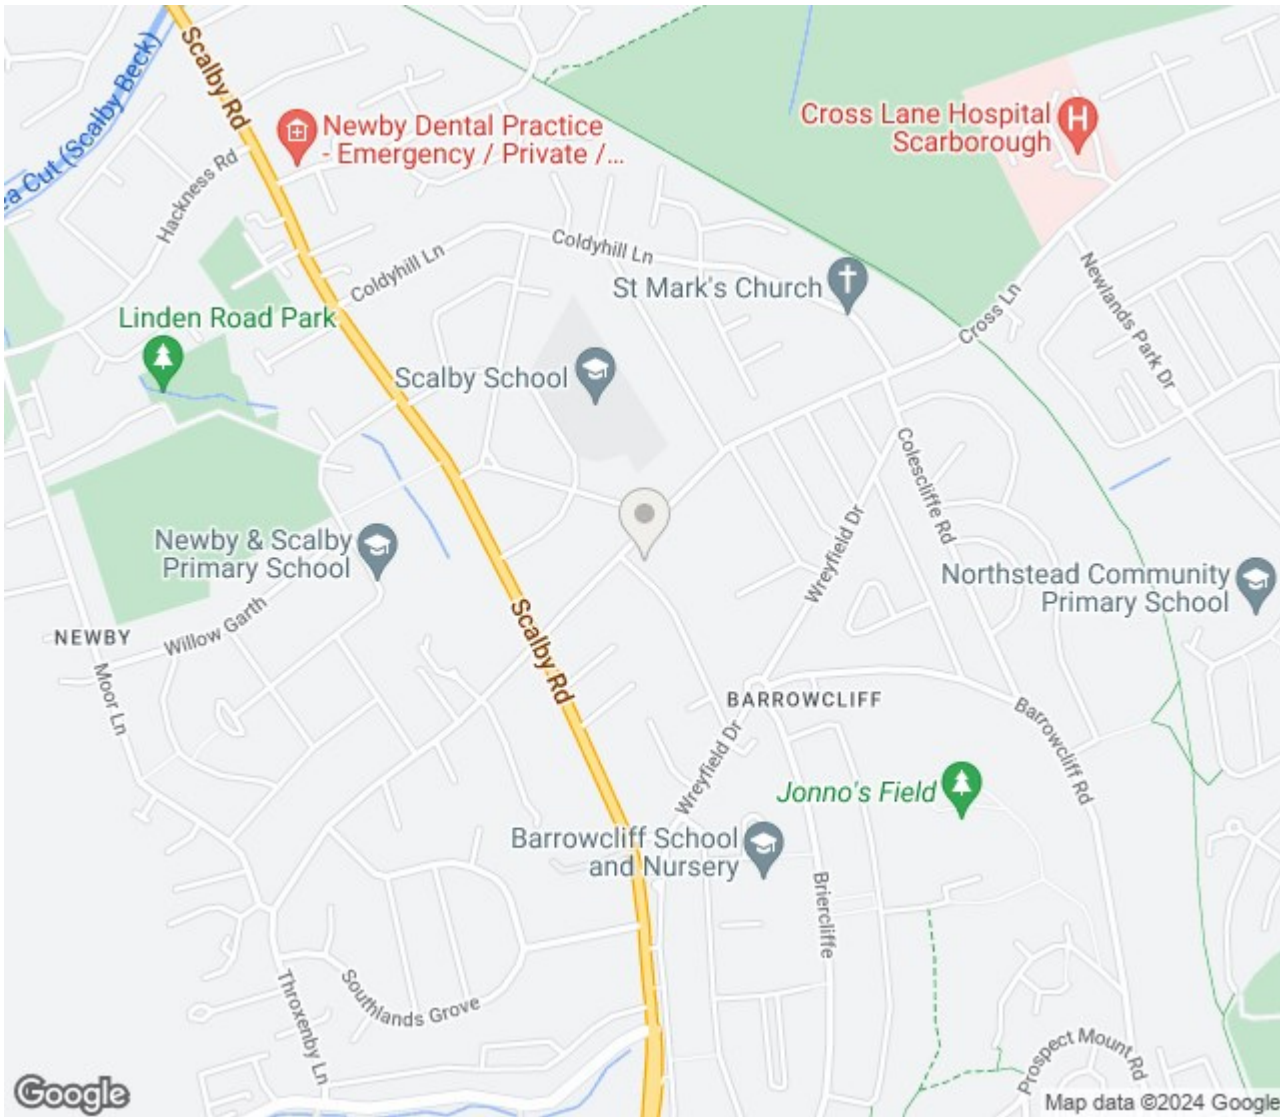 Scalby Rd
ea Cut (Scalby Beck)
Newby Dental Practice
- Emergency / Private /...
Cross Lane Hospital
Scarborough
H
Hackness Rd
Coldyhill Ln
Coldyhill Ln
St Mark's Church
Newlands Park Dr
Cross Ln
Linden Road Park
Scalby School
Colescliffe Rd
Newby & Scalby
Primary School
Wreyfield Dr
Northstead Community
Primary School
Willow Garth
NEWBY
Scalby Rd
Moor Ln
BARROWCLIFF
Barrowcliff Rd
Wreyfield Dr
Jonno's Field
Barrowcliff School
and Nursery
Briercliffe
Southlands Grove
Throxenby Ln
Prospect Mount Rd
Google
Map data ©2024 Google